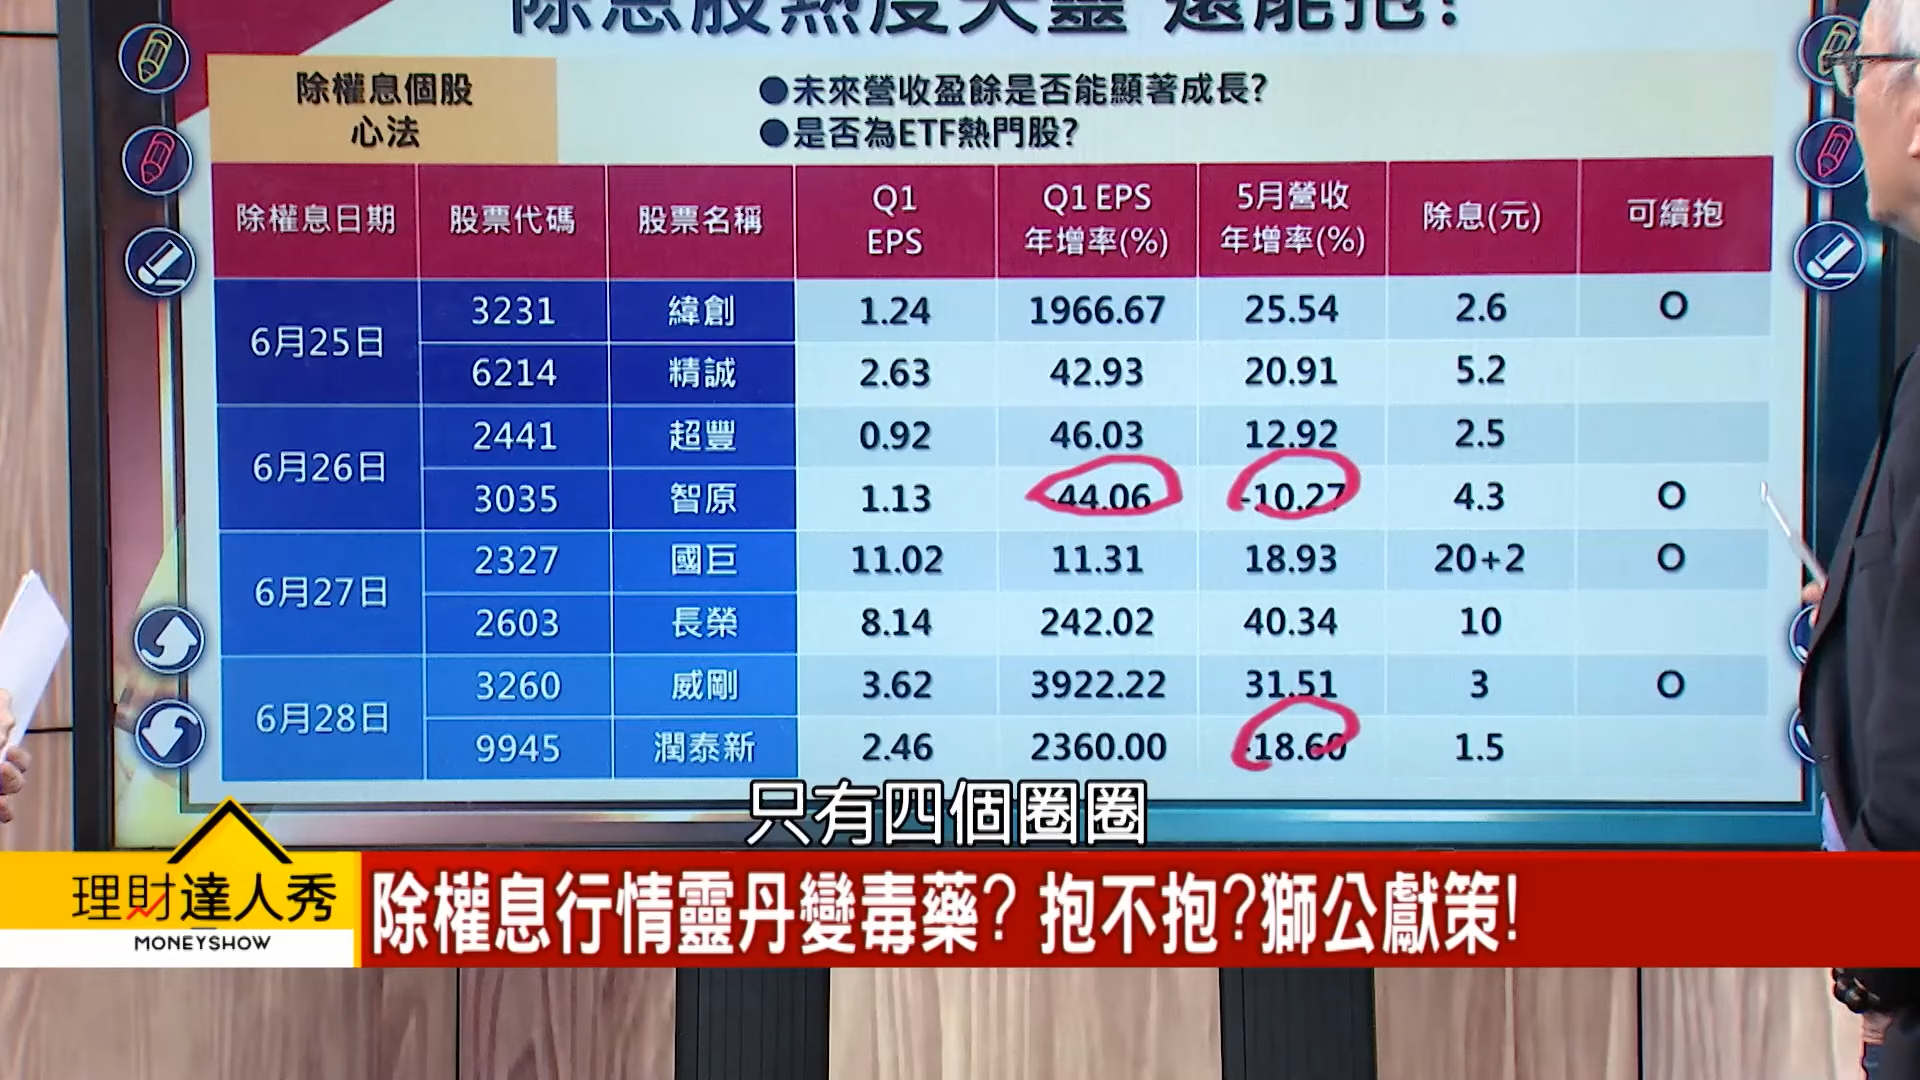 除息股熱度失靈 還能抱?
除權息個股
心法
●未來營收盈餘是否能顯著成長?
●是否為ETF熱門股?
除權息日期 股票代碼 股票名稱 Q1 EPS Q1 EPS 年增率(%) 5月營收 年增率(%) 除息(元) 可續抱
6月25日 3231 緯創 1.24 1966.67 25.54 2.6 O
6214 精誠 2.63 42.93 20.91 5.2
6月26日 2441 超豐 0.92 46.03 12.92 2.5
3035 智原 1.13 -44.06 -10.27 4.3 O
6月27日 2327 國巨 11.02 11.31 18.93 20+2 O
2603 長榮 8.14 242.02 40.34 10
6月28日 3260 威剛 3.62 3922.22 31.51 3 O
9945 潤泰新 2.46 2360.00 -18.60 1.5
只有四個圈圈
理財達人秀
MONEYSHOW
除權息行情靈丹變毒藥? 抱不抱?獅公獻策!